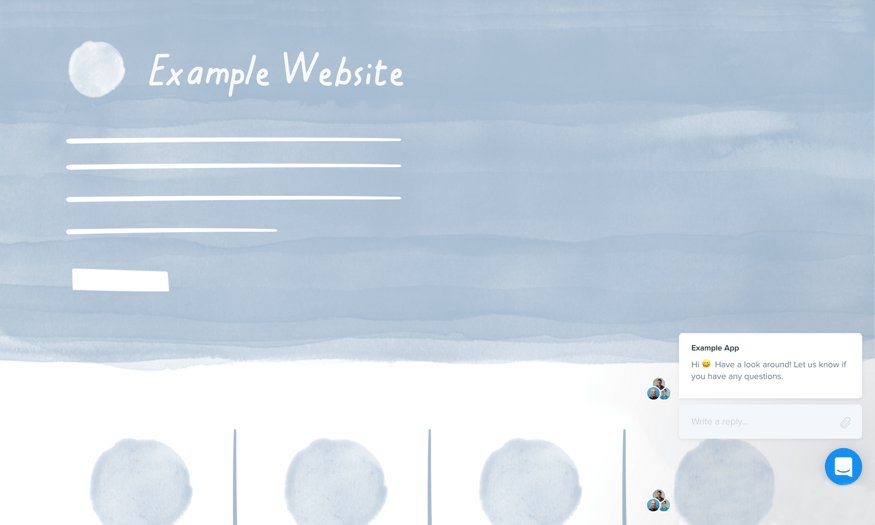 Example Website
Example App
Hi 😄 Have a look around! Let us know if
you have any questions.
Write a reply…